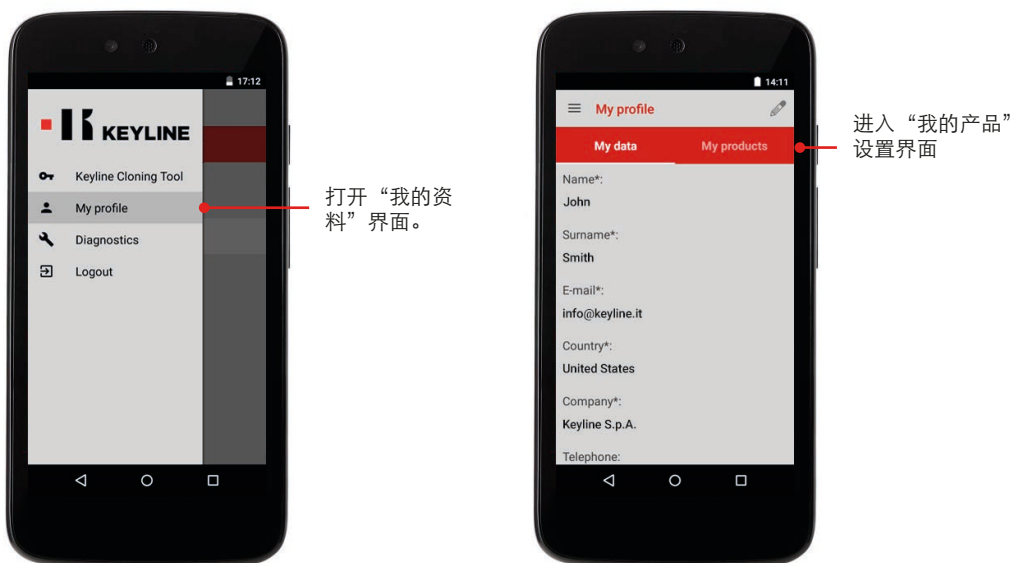 17:12
KEYLINE
Keyline Cloning Tool
My profile
Diagnostics
Logout
打开“我的资
料”界面。
14:11
My profile
My data
My products
Name*:
John
Surname*:
Smith
E-mail*:
info@keyline.it
Country*:
United States
Company*:
Keyline S.p.A.
Telephone:
进入“我的产品”
设置界面